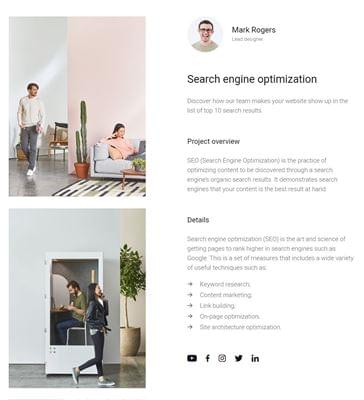 Mark Rogers
Lead designer
Search engine optimization
Discover how our team makes your website show up in the
list of top 10 search results.
Project overview
SEO (Search Engine Optimization) is the practice of
optimizing content to be discovered through a search
engine's organic search results. It demonstrates search
engines that your content is the best result at hand.
Details
Search engine optimization (SEO) is the art and science of
getting pages to rank higher in search engines such as
Google. This is a set of measures that includes a wide variety
of useful techniques such as:
Keyword research;
Content marketing;
Link building;
On-page optimization;
Site architecture optimization.